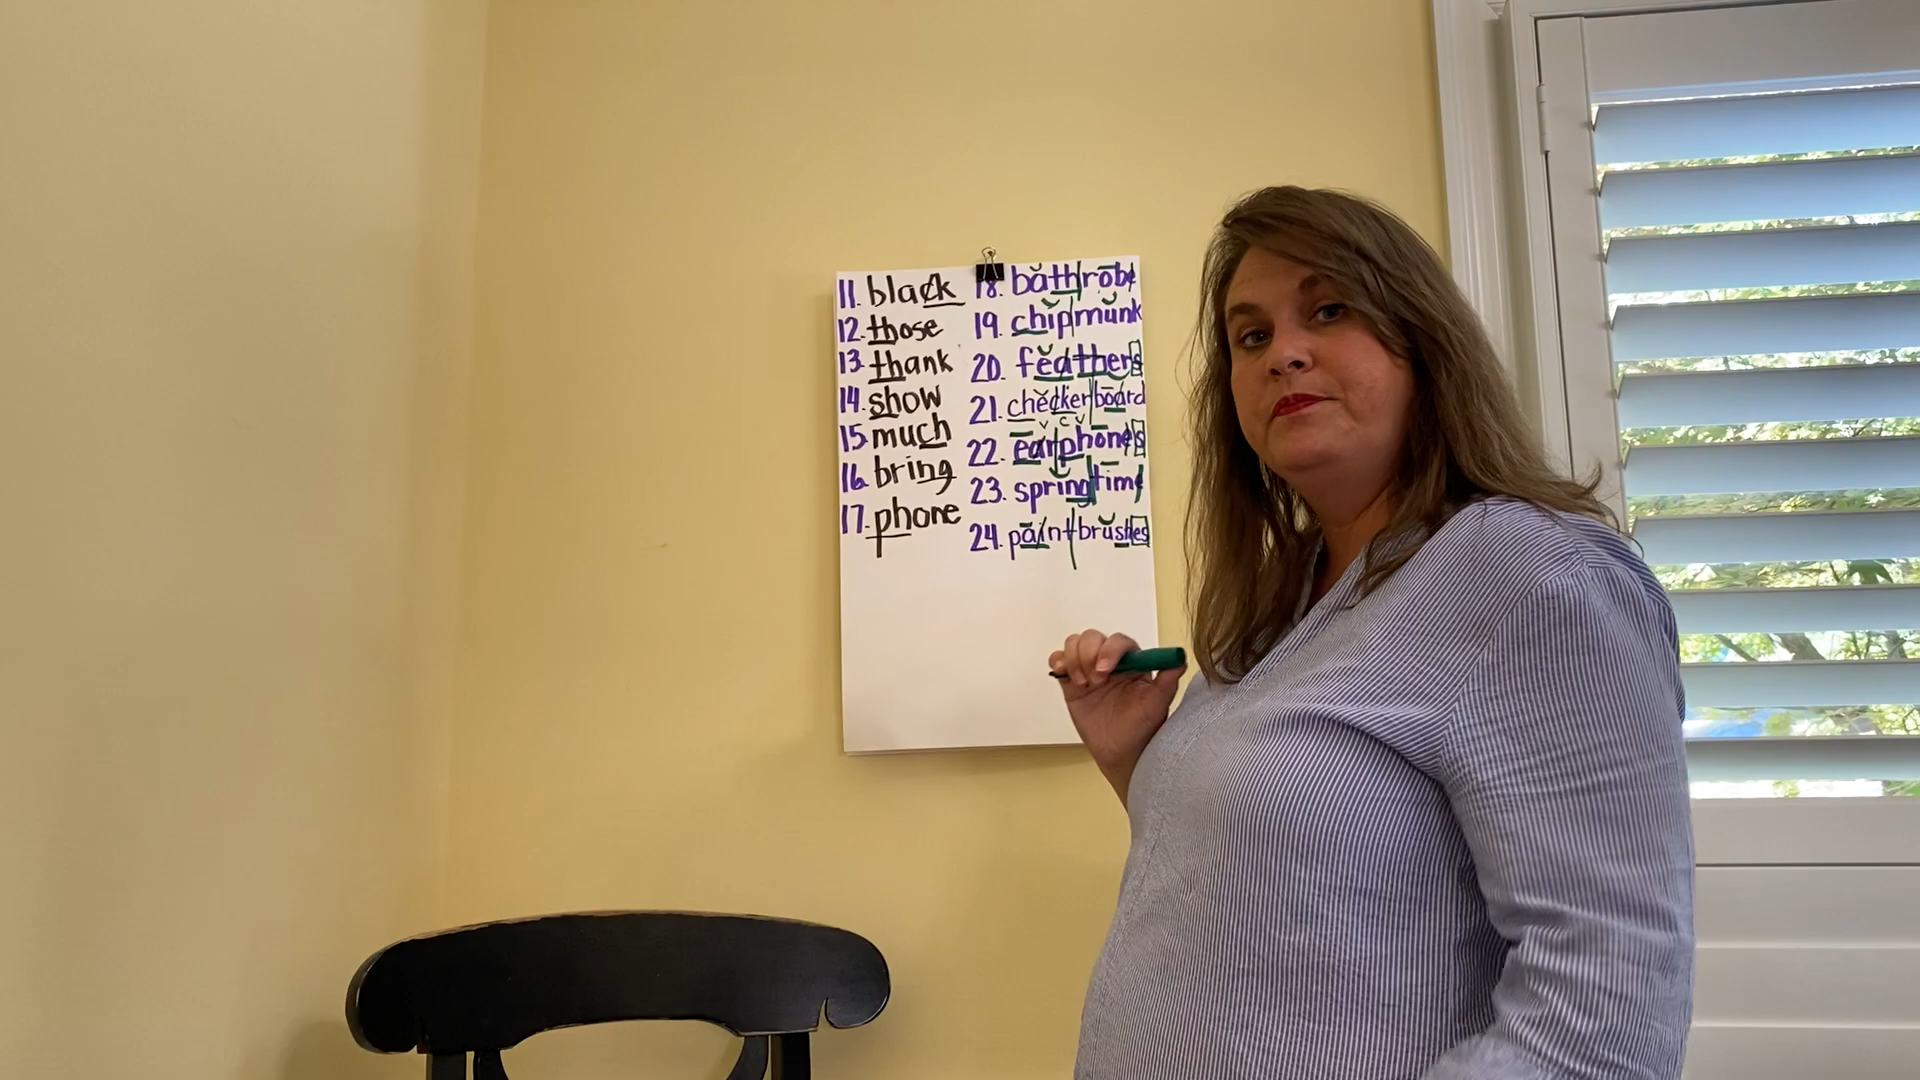 11. black
12. those
13. thank
14. show
15. much
16. bring
17. phone
18. bathrobe
19. chipmunk
20. feathers
21. checkerboard
v c v
22. earphones
23. springtime
24. paintbrushes